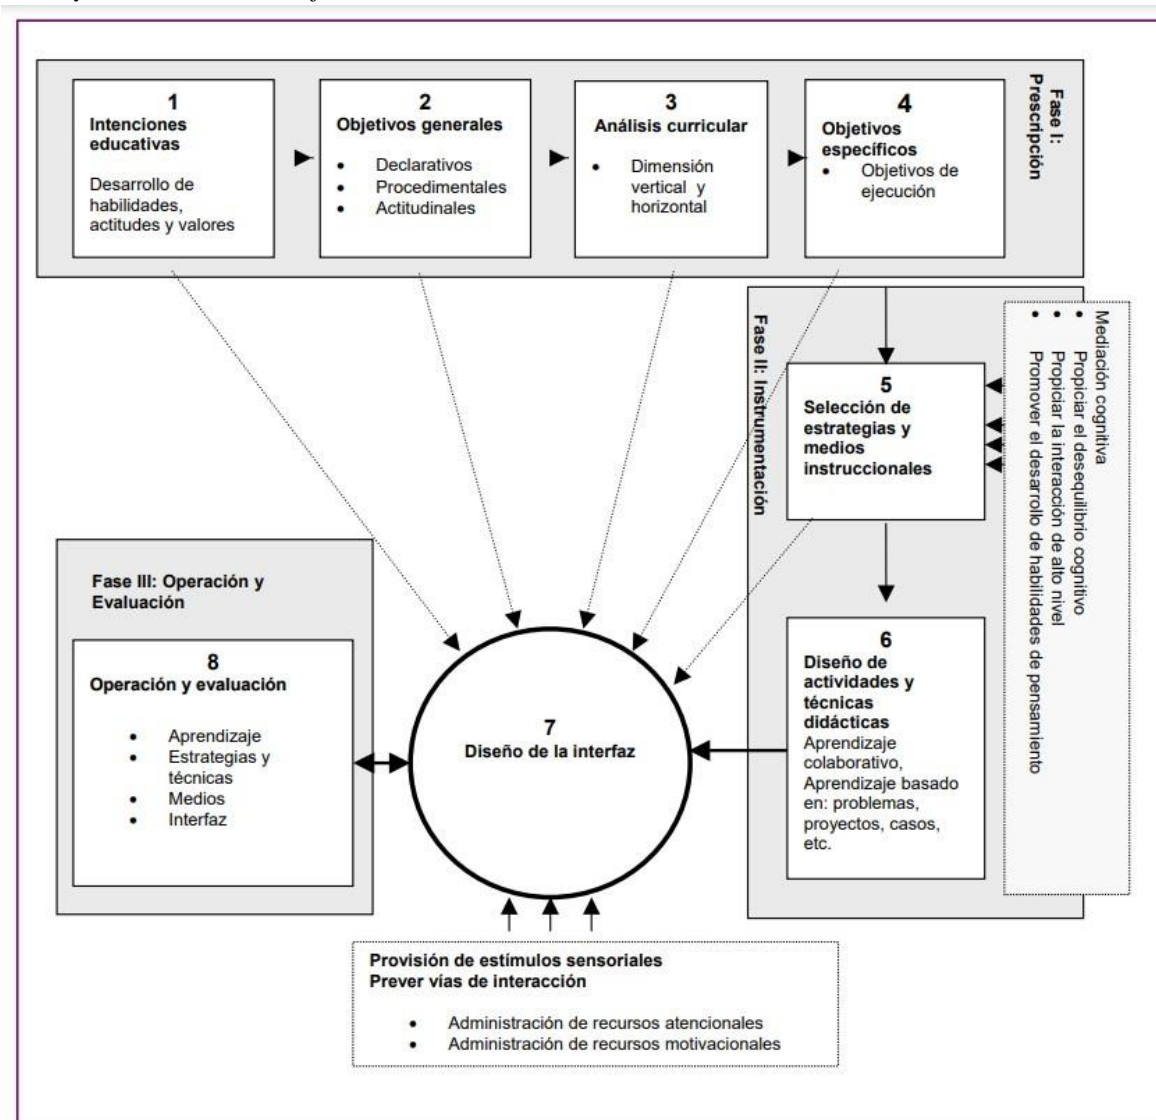 Fase I:
Prescripción
1
Intenciones
educativas
Desarrollo de
habilidades,
actitudes y valores
2
Objetivos generales
• Declarativos
• Procedimentales
• Actitudinales
3
Análisis curricular
• Dimensión
vertical y
horizontal
4
Objetivos
específicos
• Objetivos de
ejecución
Fase II: Instrumentación
5
Selección de
estrategias y
medios
instruccionales
Mediación cognitiva
• Propiciar el desequilibrio cognitivo
• Propiciar la interacción de alto nivel
• Promover el desarrollo de habilidades de pensamiento
6
Diseño de
actividades y
técnicas
didácticas
Aprendizaje
colaborativo,
Aprendizaje basado
en: problemas,
proyectos, casos,
etc.
7
Diseño de la interfaz
Fase III: Operación y
Evaluación
8
Operación y evaluación
• Aprendizaje
• Estrategias y
técnicas
• Medios
• Interfaz
Provisión de estímulos sensoriales
Prever vías de interacción
• Administración de recursos atencionales
• Administración de recursos motivacionales